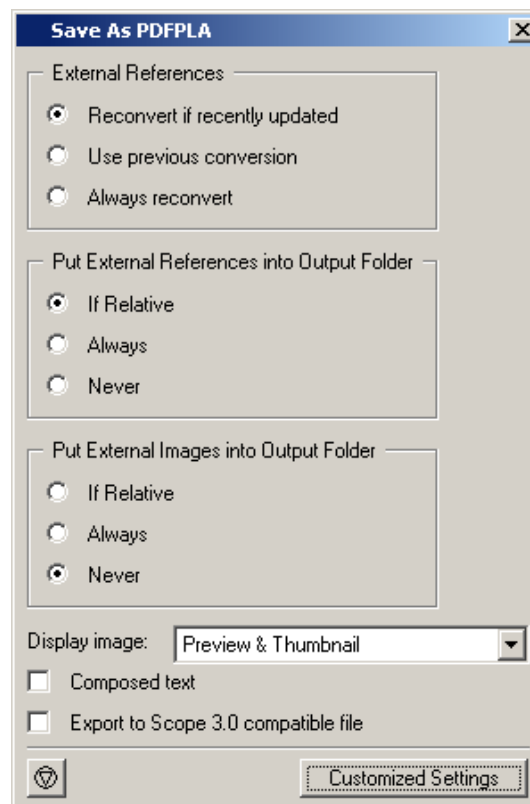 Save As PDFPLA
External References
Reconvert if recently updated
Use previous conversion
Always reconvert
Put External References into Output Folder
If Relative
Always
Never
Put External Images into Output Folder
If Relative
Always
Never
Display image: Preview & Thumbnail
Composed text
Export to Scope 3.0 compatible file
Customized Settings